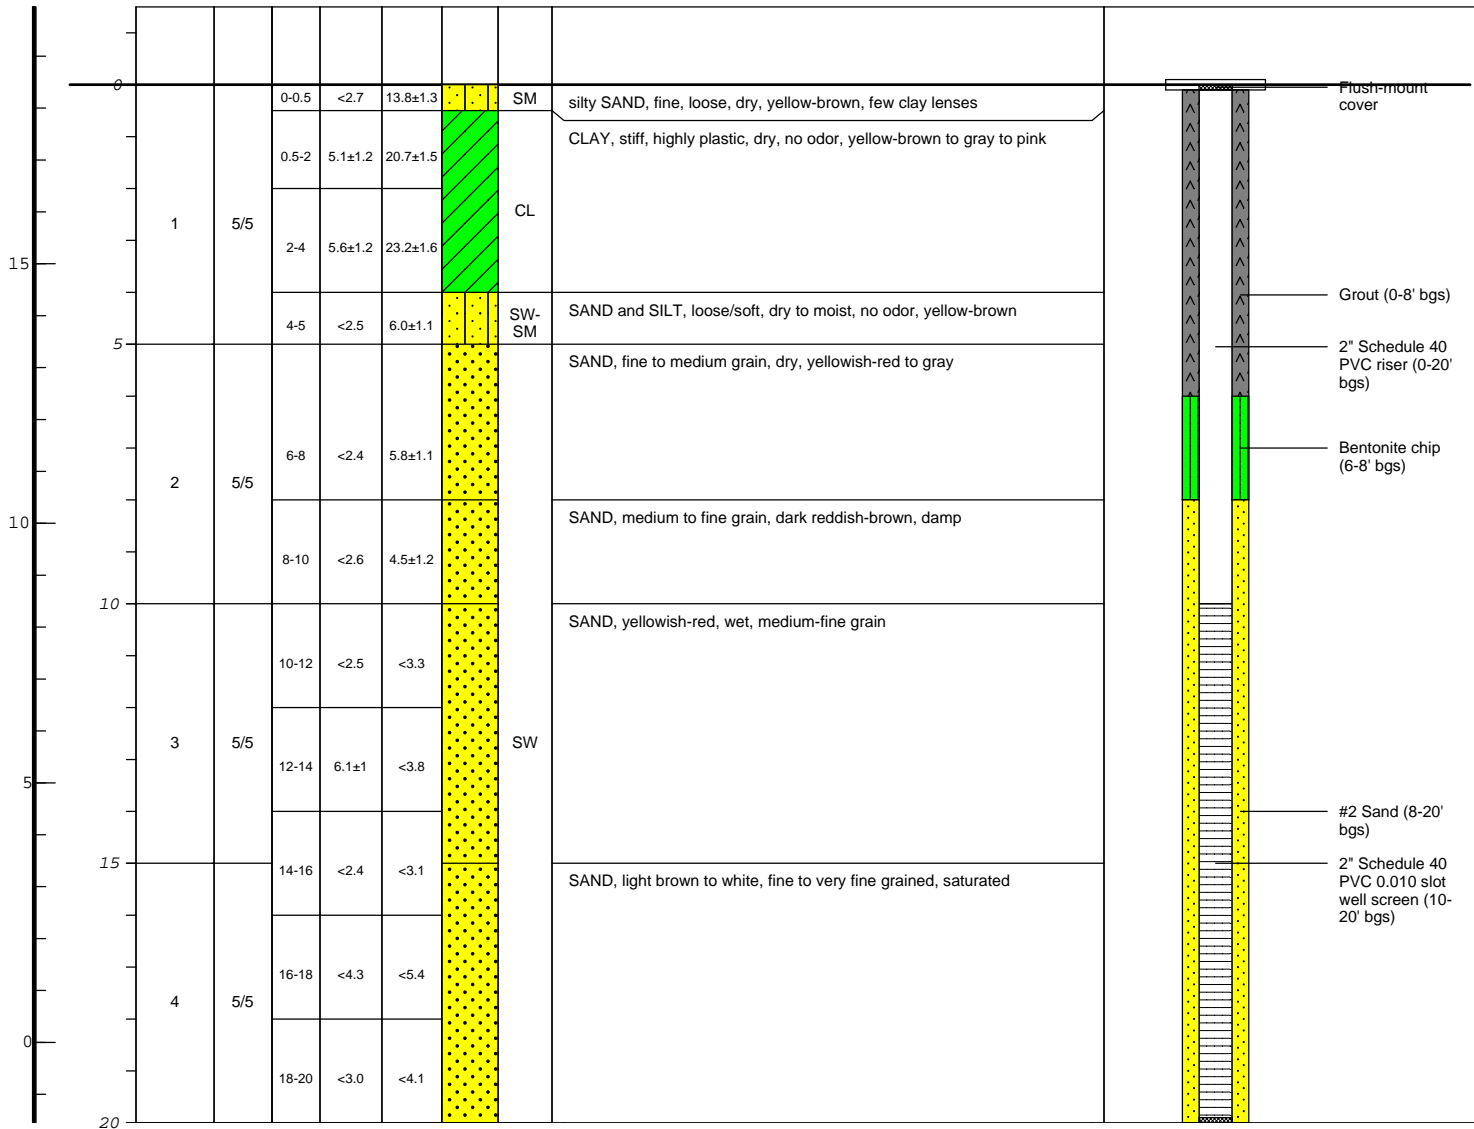 0
0-0.5 <2.7 13.8±1.3 SM silty SAND, fine, loose, dry, yellow-brown, few clay lenses
Flush-mount
cover
0.5-2 5.1±1.2 20.7±1.5 CLAY, stiff, highly plastic, dry, no odor, yellow-brown to gray to pink
1 5/5 CL
2-4 5.6±1.2 23.2±1.6
15
Grout (0-8' bgs)
4-5 <2.5 6.0±1.1 SW-
SM SAND and SILT, loose/soft, dry to moist, no odor, yellow-brown
5
SAND, fine to medium grain, dry, yellowish-red to gray
2" Schedule 40
PVC riser (0-20'
bgs)
6-8 <2.4 5.8±1.1
Bentonite chip
(6-8' bgs)
2 5/5
10
SAND, medium to fine grain, dark reddish-brown, damp
8-10 <2.6 4.5±1.2
10
SAND, yellowish-red, wet, medium-fine grain
10-12 <2.5 <3.3
3 5/5 SW
12-14 6.1±1 <3.8
5
#2 Sand (8-20'
bgs)
15
14-16 <2.4 <3.1
SAND, light brown to white, fine to very fine grained, saturated
2" Schedule 40
PVC 0.010 slot
well screen (10-
20' bgs)
16-18 <4.3 <5.4
4 5/5
0
18-20 <3.0 <4.1
20